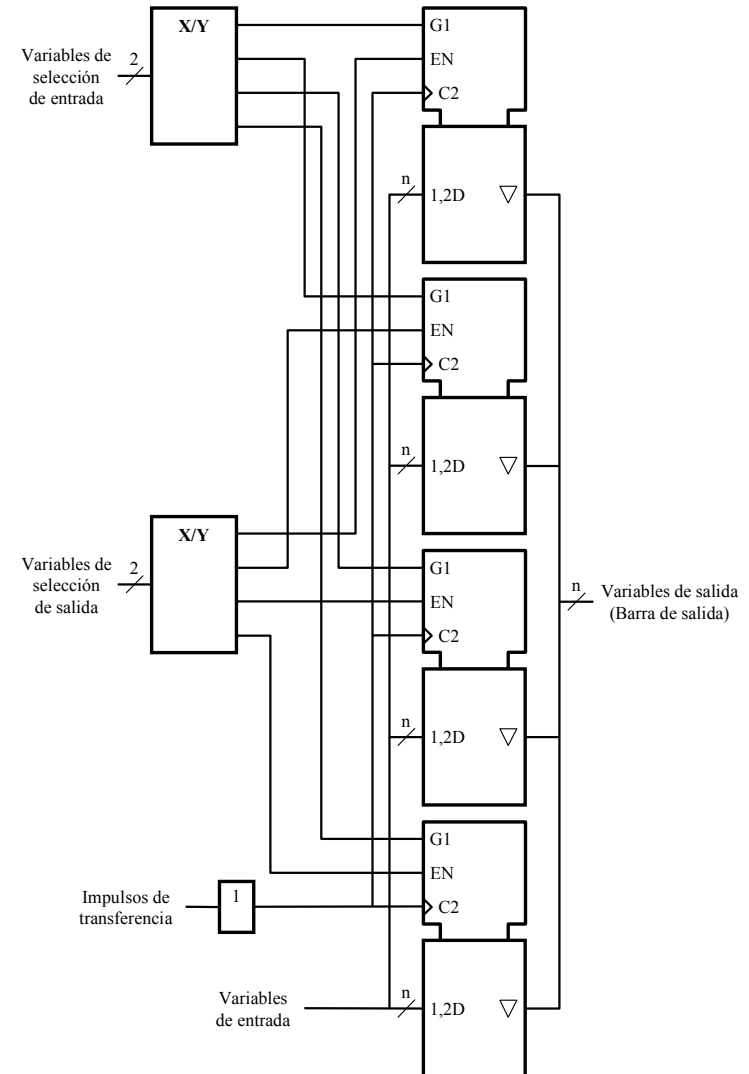 X/Y
Variables de
selección
de entrada
2
G1
EN
C2
n
1,2D
G1
EN
C2
n
1,2D
X/Y
Variables de
selección
de salida
2
G1
EN
C2
n
Variables de salida
(Barra de salida)
n
1,2D
G1
EN
C2
Impulsos de
transferencia
1
Variables
de entrada
n
1,2D